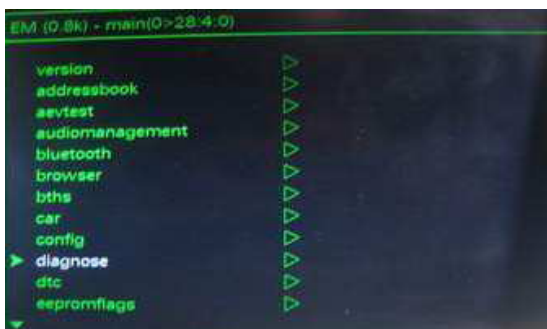 EM (0.8k) - main(0>28:4:0)
version
addressbook
aevtest
audiomanagement
bluetooth
browser
bths
car
config
diagnose
dtc
eepromflags